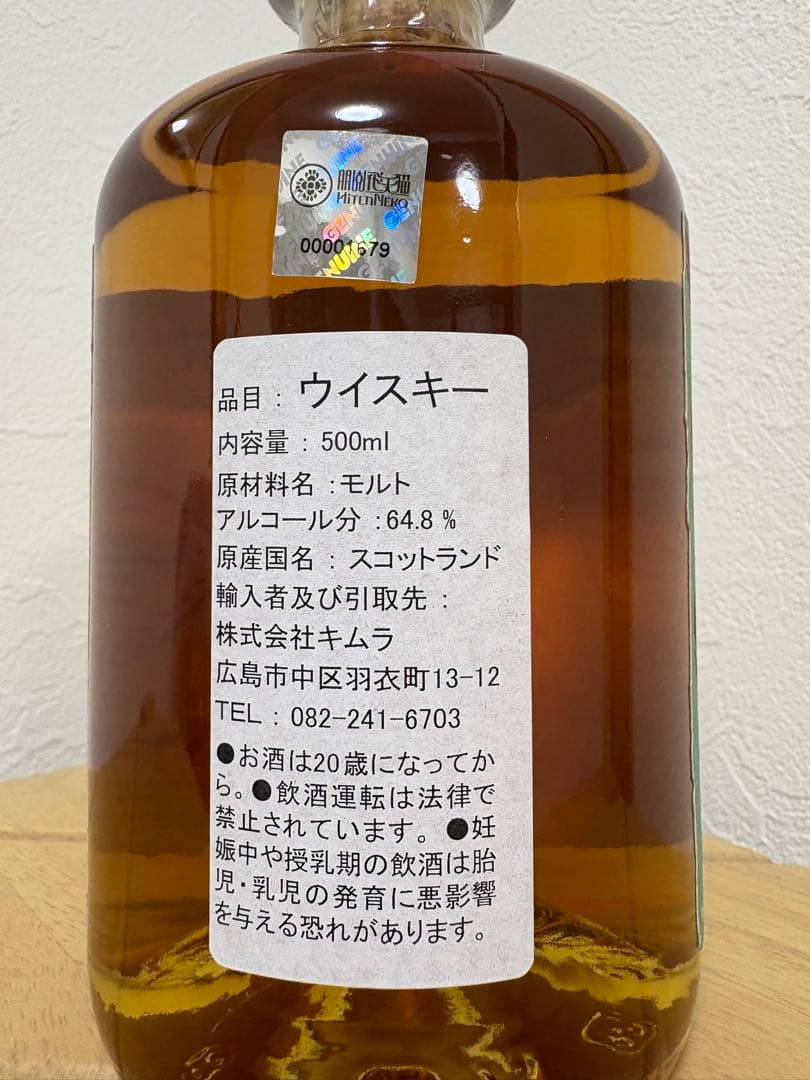 飛天猫
HITENNEKO
GENUINE
00001679
品目 : ウイスキー
内容量 : 500ml
原材料名 :モルト
アルコール分 :64.8 %
原産国名 : スコットランド
輸入者及び引取先 :
株式会社キムラ
広島市中区羽衣町13-12
TEL : 082-241-6703
●お酒は20歳になってか
ら。●飲酒運転は法律で
禁止されています。●妊
娠中や授乳期の飲酒は胎
児・乳児の発育に悪影響
を与える恐れがあります。